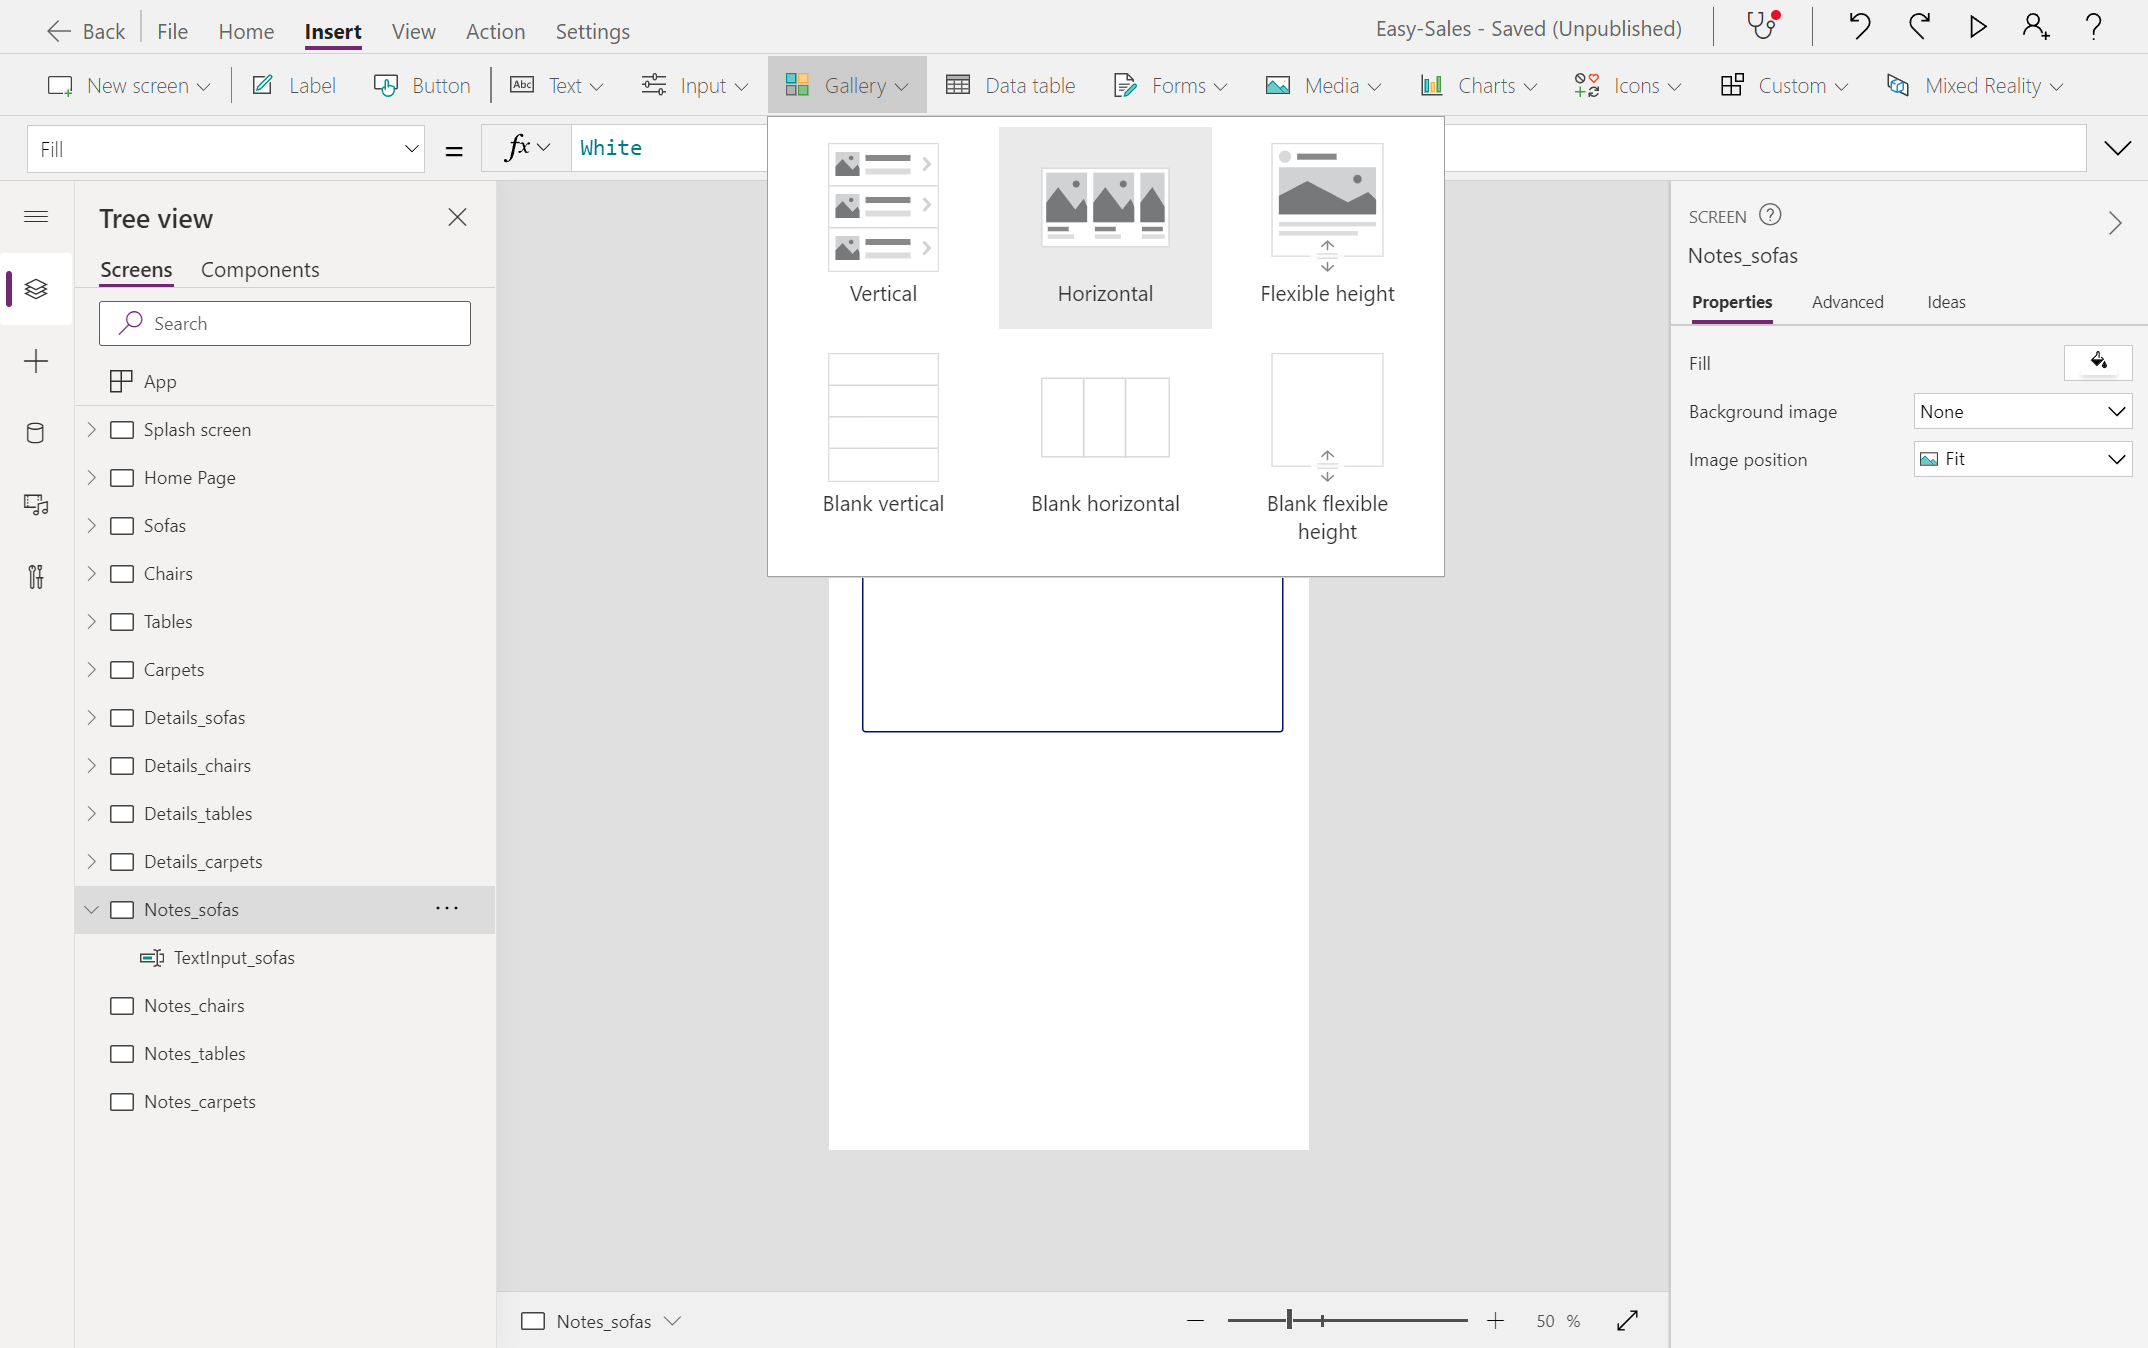 Back File Home Insert View Action Settings Easy-Sales - Saved (Unpublished)
New screen Label Button Abc Text Input Gallery Data table Forms Media Charts Icons Custom Mixed Reality
Fill = fx White
Tree view
Screens Components
Search
App
Splash screen
Home Page
Sofas
Chairs
Tables
Carpets
Details_sofas
Details_chairs
Details_tables
Details_carpets
Notes_sofas
TextInput_sofas
Notes_chairs
Notes_tables
Notes_carpets
Vertical Horizontal Flexible height
Blank vertical Blank horizontal Blank flexible
height
Notes_sofas 50 %
SCREEN
Notes_sofas
Properties Advanced Ideas
Fill
Background image None
Image position Fit